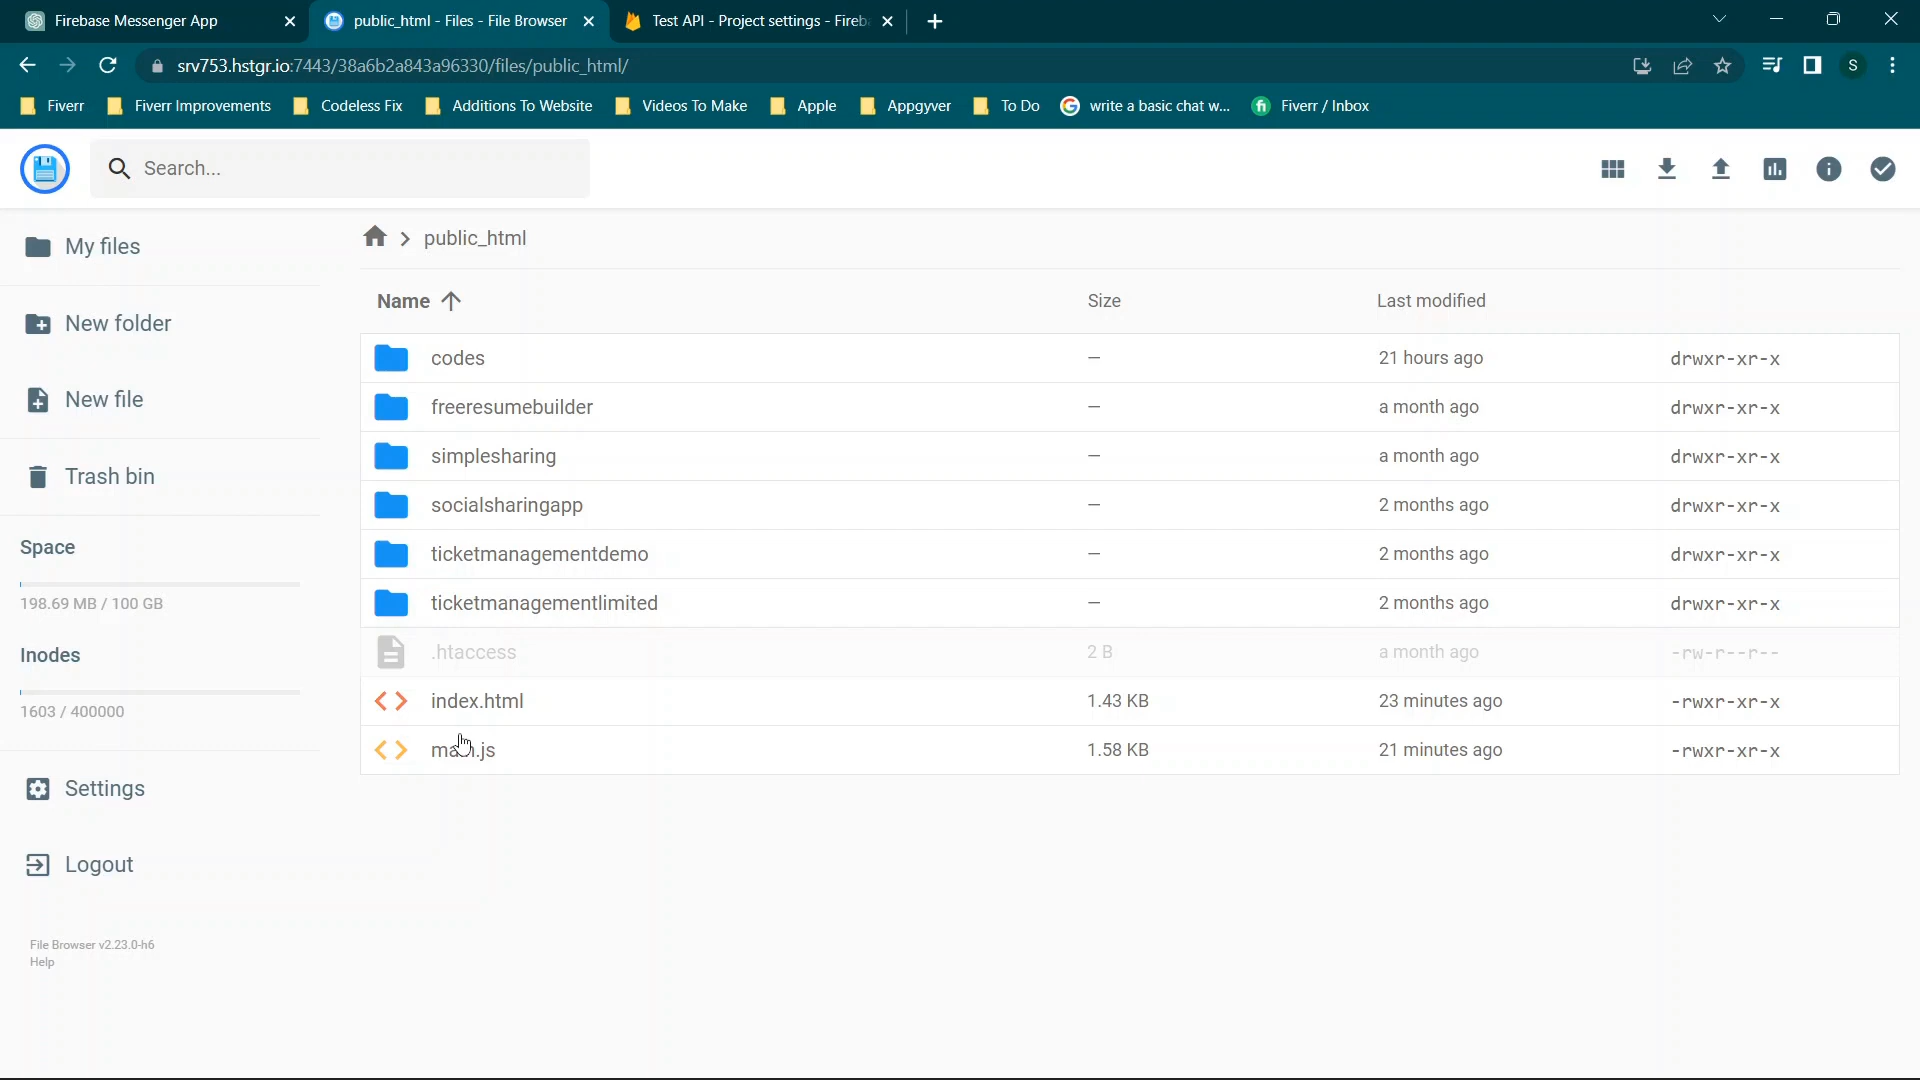 Firebase Messenger App
public_html - Files - File Browser
Test API - Project settings - Fireb
srv753.hstgr.io:7443/38a6b2a843a96330/files/public_html/
S
Fiverr
Fiverr Improvements
Codeless Fix
Additions To Website
Videos To Make
Apple
Appgyver
To Do
write a basic chat w...
Fiverr / Inbox
Search...
My files
public_html
New folder
New file
Trash bin
Space
198.69 MB / 100 GB
Inodes
1603 / 400000
Settings
Logout
File Browser v2.23.0-h6
Help
Name Size Last modified
codes — 21 hours ago drwxr-xr-x
freeresumebuilder — a month ago drwxr-xr-x
simplesharing — a month ago drwxr-xr-x
socialsharingapp — 2 months ago drwxr-xr-x
ticketmanagementdemo — 2 months ago drwxr-xr-x
ticketmanagementlimited — 2 months ago drwxr-xr-x
.htaccess 2 B a month ago -rw-r--r--
index.html 1.43 KB 23 minutes ago -rwxr-xr-x
main.js 1.58 KB 21 minutes ago -rwxr-xr-x